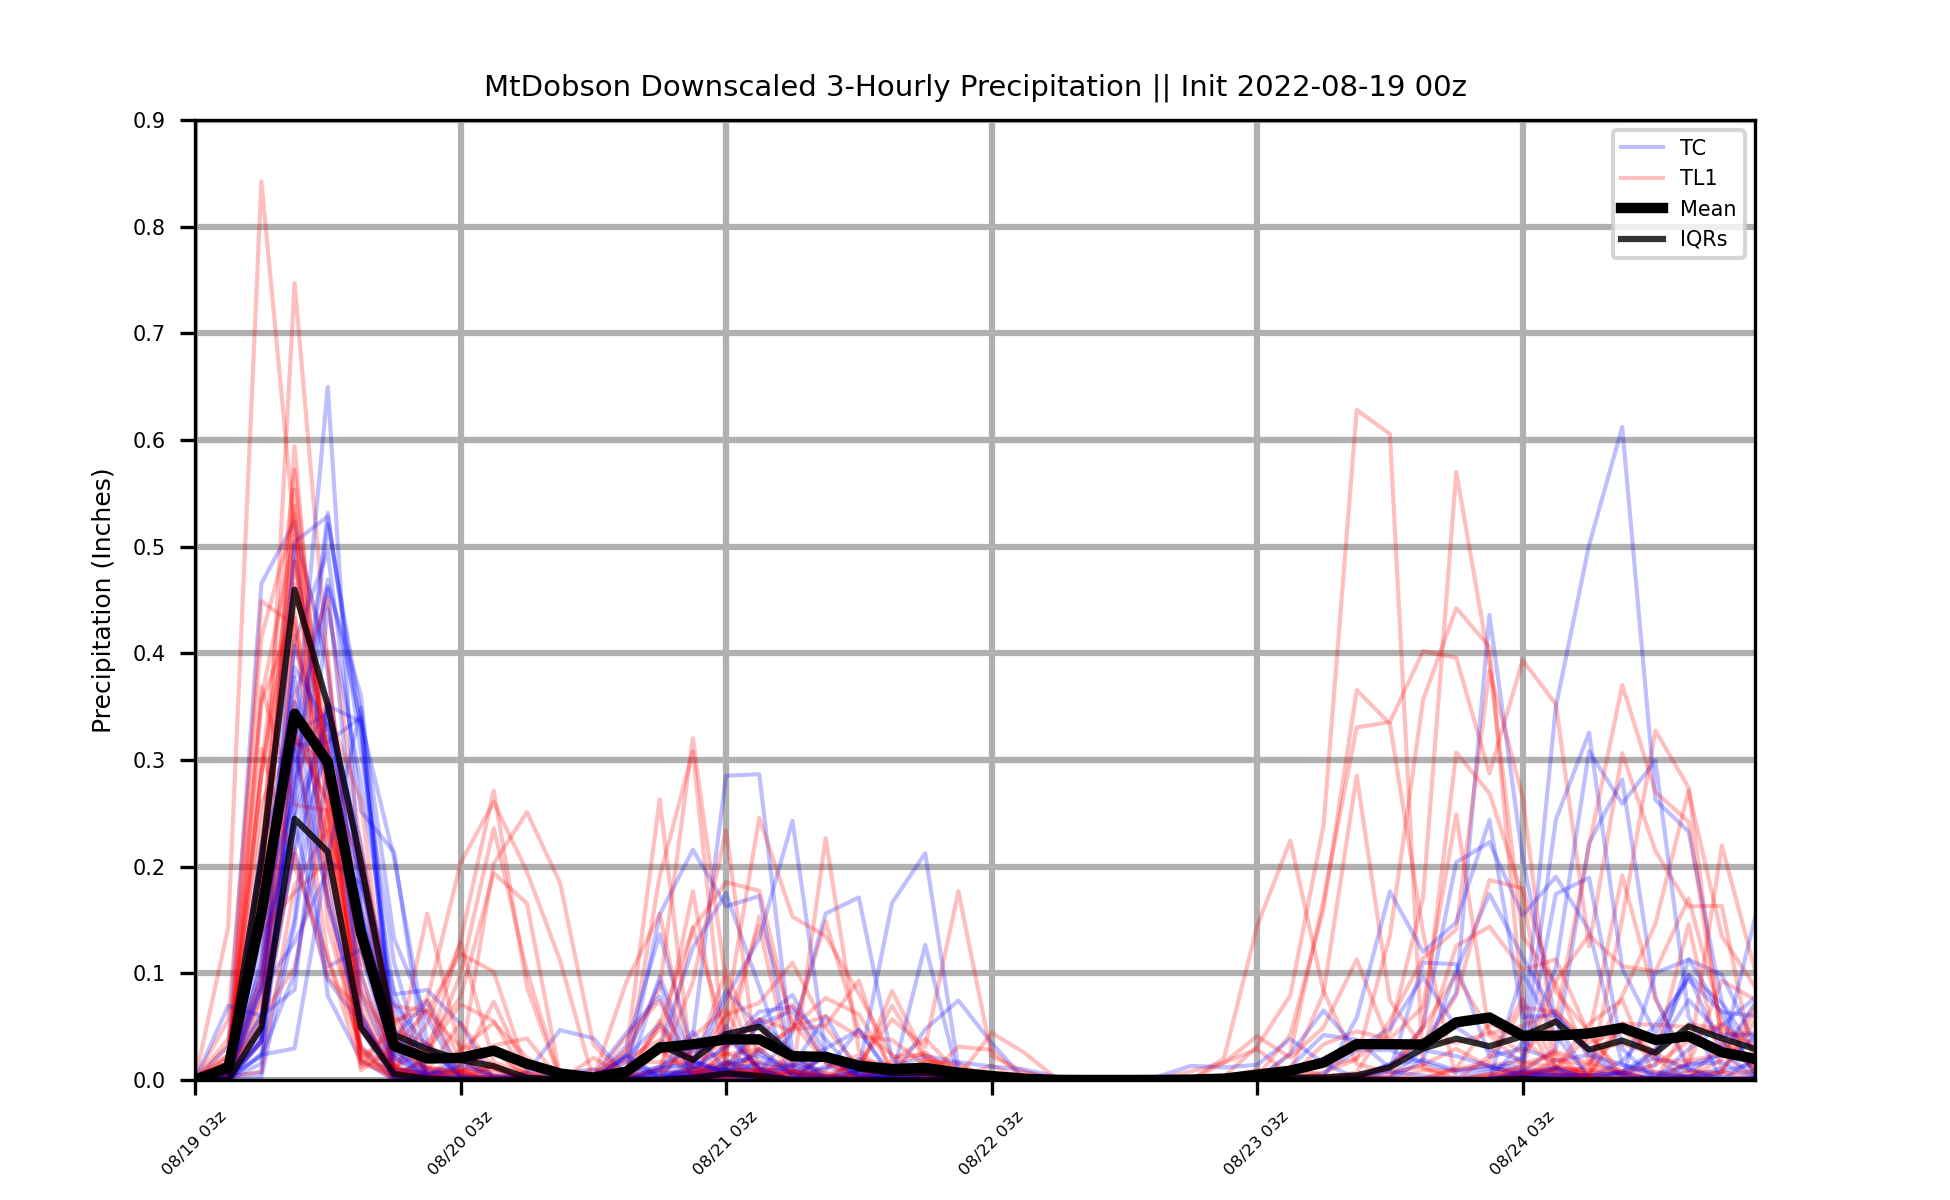 MtDobson Downscaled 3-Hourly Precipitation || Init 2022-08-19 00z
Precipitation (Inches)
0.9
0.8
0.7
0.6
0.5
0.4
0.3
0.2
0.1
0.0
TC
TL1
Mean
IQRs
08/19 03z
08/20 03z
08/21 03z
08/22 03z
08/23 03z
08/24 03z